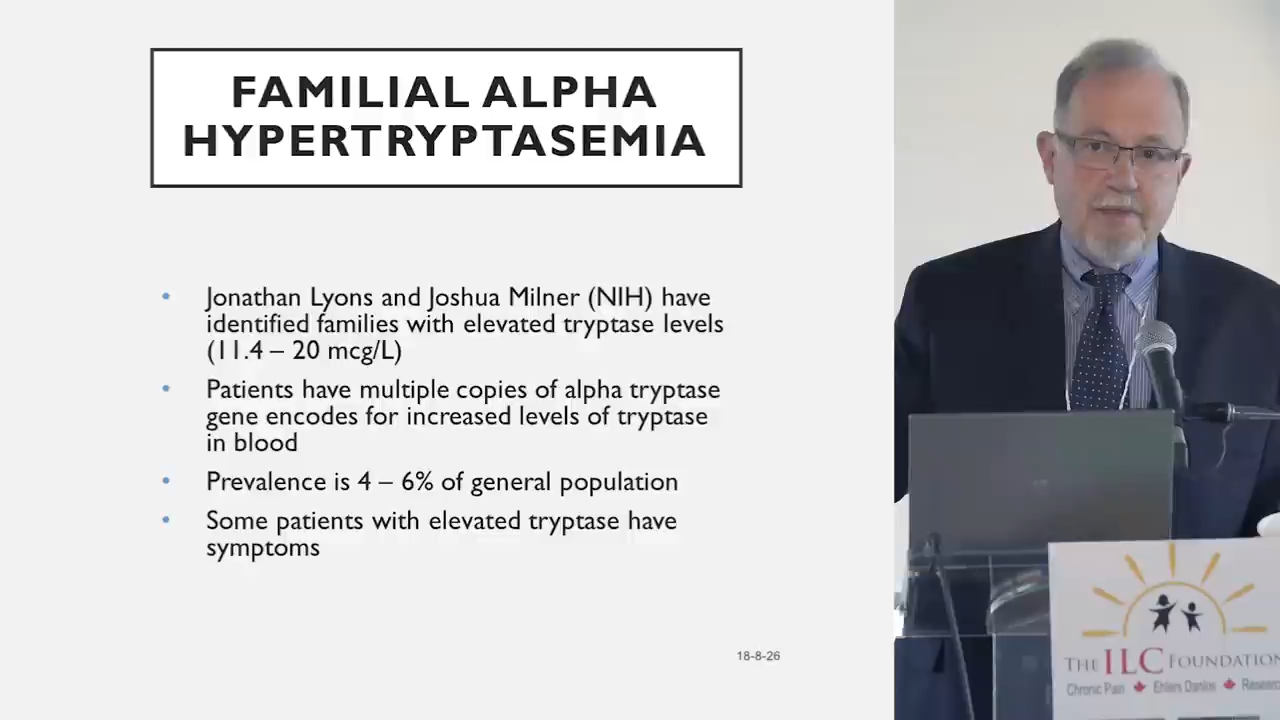 FAMILIAL ALPHA
HYPERTRYPTASEMIA
• Jonathan Lyons and Joshua Milner (NIH) have
identified families with elevated tryptase levels
(11.4 – 20 mcg/L)
• Patients have multiple copies of alpha tryptase
gene encodes for increased levels of tryptase
in blood
• Prevalence is 4 – 6% of general population
• Some patients with elevated tryptase have
symptoms
18-8-26
THE ILC FOUNDATION
Chronic Pain Ehlers Danlos